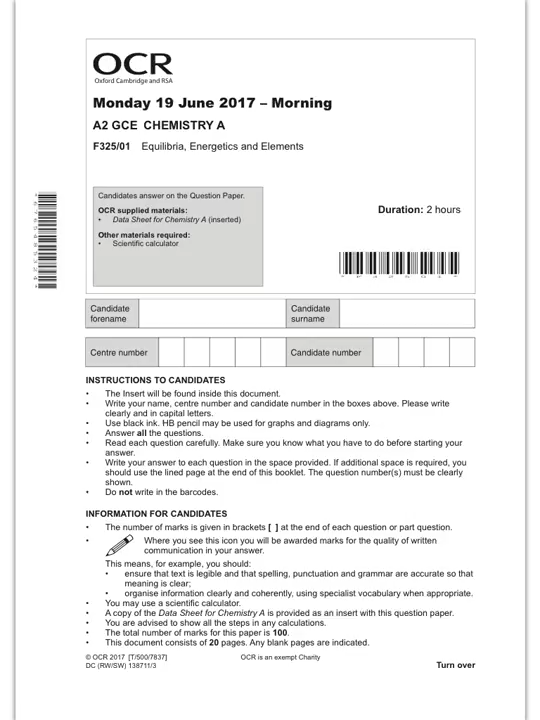 OCR
Oxford Cambridge and RSA
Monday 19 June 2017 – Morning
A2 GCE CHEMISTRY A
F325/01 Equilibria, Energetics and Elements
Candidates answer on the Question Paper.
OCR supplied materials:
• Data Sheet for Chemistry A (inserted)
Other materials required:
• Scientific calculator
Duration: 2 hours
Candidate forename
Candidate surname
Centre number
Candidate number
INSTRUCTIONS TO CANDIDATES
• The Insert will be found inside this document.
• Write your name, centre number and candidate number in the boxes above. Please write
clearly and in capital letters.
• Use black ink. HB pencil may be used for graphs and diagrams only.
• Answer all the questions.
• Read each question carefully. Make sure you know what you have to do before starting your
answer.
• Write your answer to each question in the space provided. If additional space is required, you
should use the lined page at the end of this booklet. The question number(s) must be clearly
shown.
• Do not write in the barcodes.
INFORMATION FOR CANDIDATES
• The number of marks is given in brackets [ ] at the end of each question or part question.
• Where you see this icon you will be awarded marks for the quality of written
communication in your answer.
This means, for example, you should:
• ensure that text is legible and that spelling, punctuation and grammar are accurate so that
meaning is clear;
• organise information clearly and coherently, using specialist vocabulary when appropriate.
• You may use a scientific calculator.
• A copy of the Data Sheet for Chemistry A is provided as an insert with this question paper.
• You are advised to show all the steps in any calculations.
• The total number of marks for this paper is 100.
• This document consists of 20 pages. Any blank pages are indicated.
© OCR 2017 [T/500/7837]
DC (RW/SW) 138711/3
OCR is an exempt Charity
Turn over